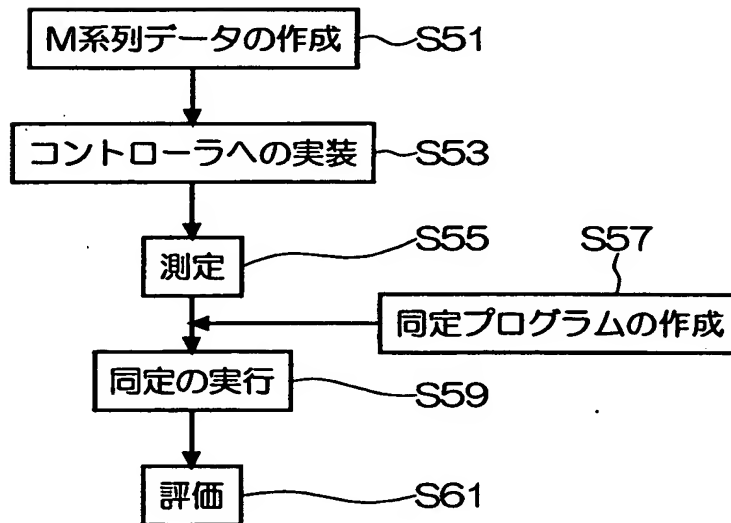 M系列データの作成 S51
コントローラへの実装 S53
測定 S55
S57
同定プログラムの作成
同定の実行 S59
評価 S61